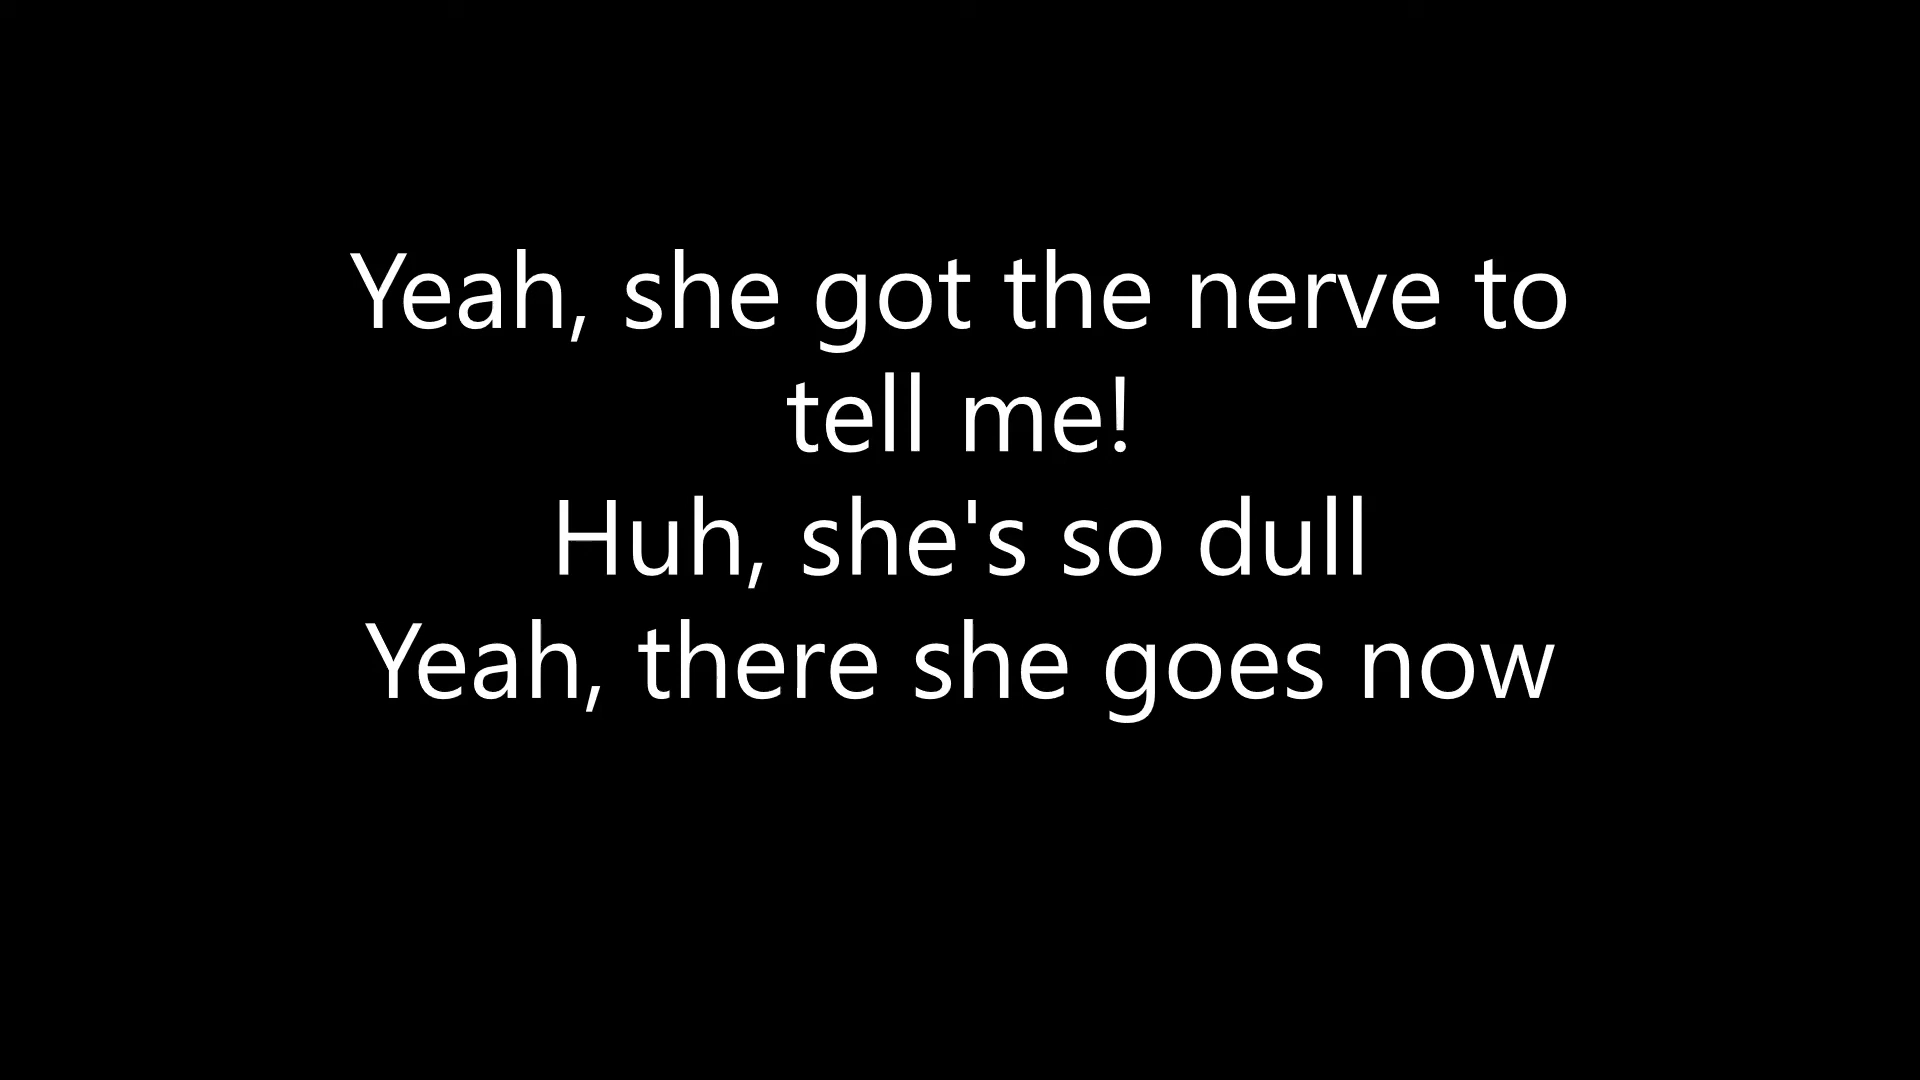 Yeah, she got the nerve to
tell me!
Huh, she's so dull
Yeah, there she goes now